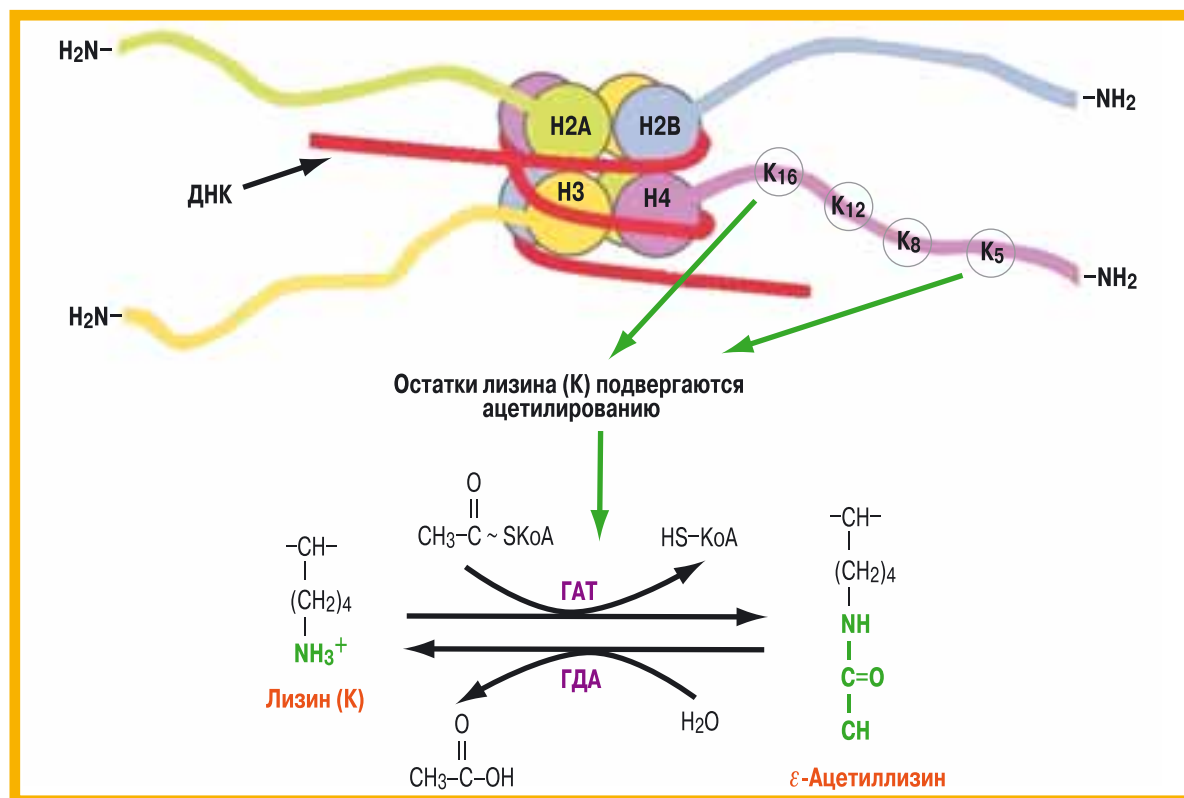 H₂N–
–NH₂
H2A
H2B
ДНК
H3
H4
K₁₆
K₁₂
K₈
K₅
–NH₂
H₂N–
Остатки лизина (К) подвергаются
ацетилированию
O
CH₃–C ~ SKoA
HS–KoA
–CH–
(CH₂)₄
NH₃⁺
Лизин (К)
ГАТ
ГДА
O
CH₃–C–OH
H₂O
–CH–
(CH₂)₄
NH
C=O
CH
ε-Ацетиллизин